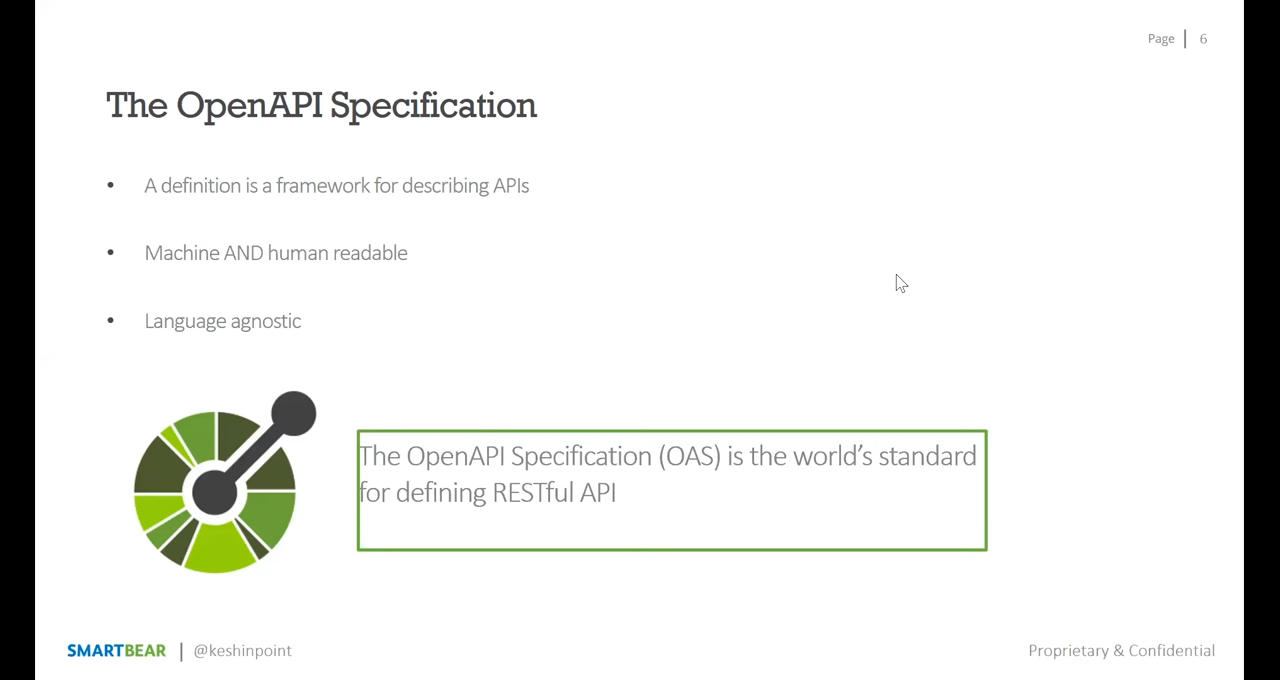 Page | 6
The OpenAPI Specification
• A definition is a framework for describing APIs
• Machine AND human readable
• Language agnostic
The OpenAPI Specification (OAS) is the world’s standard
for defining RESTful API
SMARTBEAR | @keshinpoint
Proprietary & Confidential